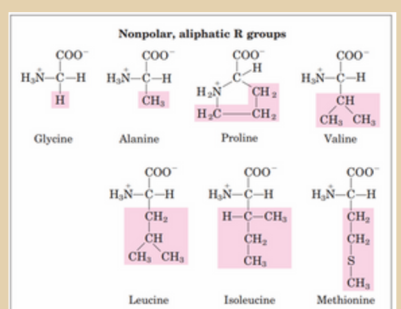 Nonpolar, aliphatic R groups
COO⁻ COO⁻ COO⁻ COO⁻
H₃N⁺—C—H H₃N⁺—C—H C H H₃N⁺—C—H
H CH₃ H₂N⁺ CH₂ CH
H₂C CH₂ CH₃ CH₃
Glycine Alanine Proline Valine
COO⁻ COO⁻ COO⁻
H₃N⁺—C—H H₃N⁺—C—H H₃N⁺—C—H
CH₂ H—C—CH₃ CH₂
CH CH₂ CH₂
CH₃ CH₃ CH₃ S
CH₃
Leucine Isoleucine Methionine